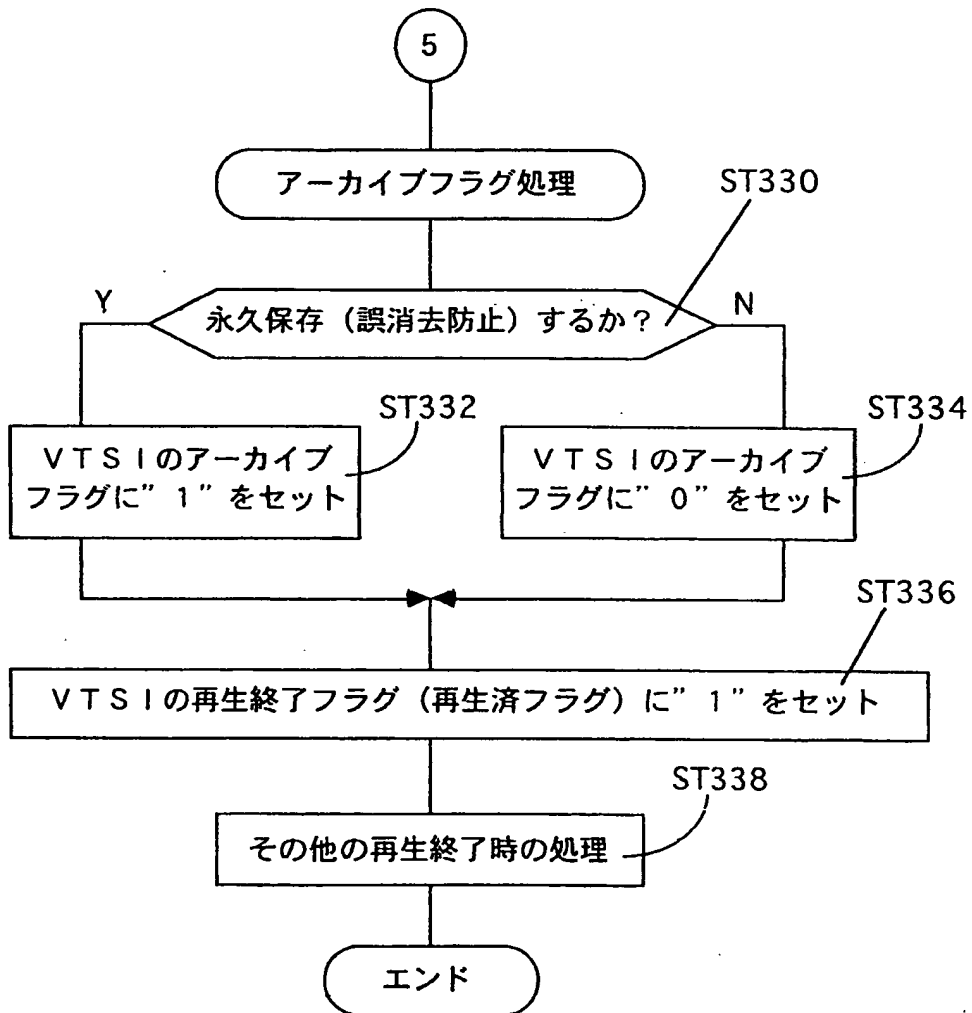 5
アーカイブフラグ処理
ST330
Y
永久保存（誤消去防止）するか？
N
ST332
ST334
ＶＴＳＩのアーカイブ
フラグに”１”をセット
ＶＴＳＩのアーカイブ
フラグに”０”をセット
ST336
ＶＴＳＩの再生終了フラグ（再生済フラグ）に”１”をセット
ST338
その他の再生終了時の処理
エンド